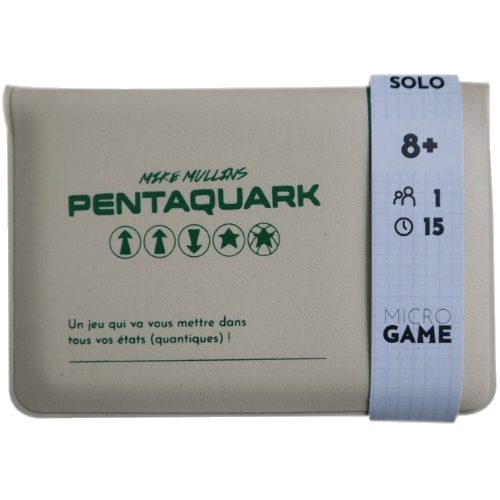 SOLO
8+
1
15
MICRO
GAME
MIKE MULLINS
PENTAQUARK
Un jeu qui va vous mettre dans
tous vos états (quantiques) !